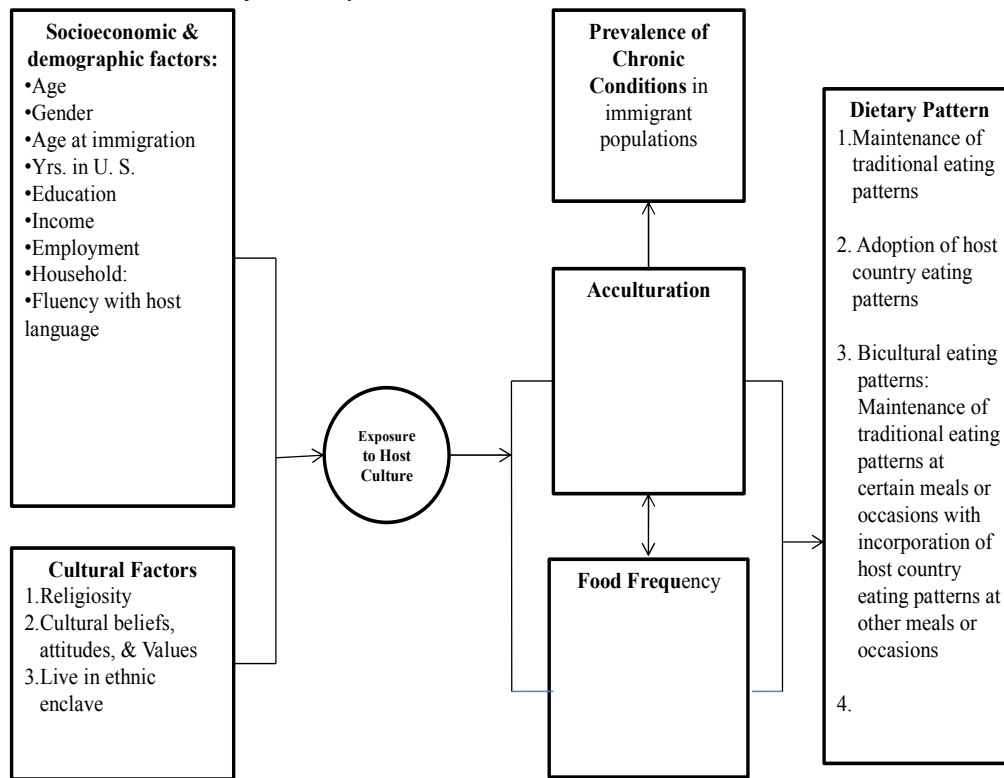 Socioeconomic &
demographic factors:
•Age
•Gender
•Age at immigration
•Yrs. in U. S.
•Education
•Income
•Employment
•Household:
•Fluency with host
language
Cultural Factors
1.Religiosity
2.Cultural beliefs,
attitudes, & Values
3.Live in ethnic
enclave
Exposure
to Host
Culture
Prevalence of
Chronic
Conditions in
immigrant
populations
Acculturation
Food Frequency
Dietary Pattern
1.Maintenance of
traditional eating
patterns
2. Adoption of host
country eating
patterns
3. Bicultural eating
patterns:
Maintenance of
traditional eating
patterns at
certain meals or
occasions with
incorporation of
host country
eating patterns at
other meals or
occasions
4.